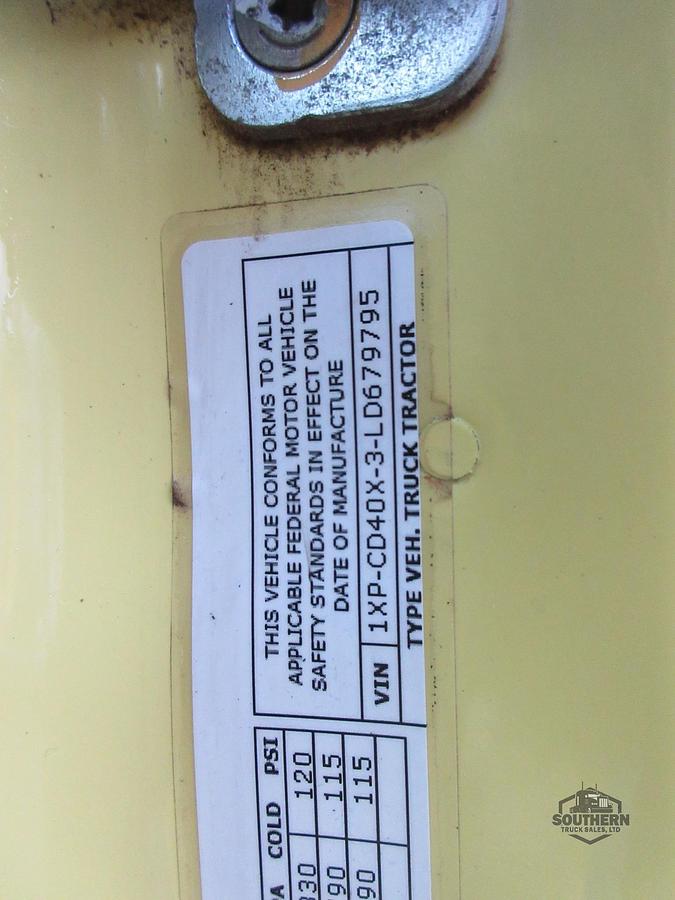 THIS VEHICLE CONFORMS TO ALL
APPLICABLE FEDERAL MOTOR VEHICLE
SAFETY STANDARDS IN EFFECT ON THE
DATE OF MANUFACTURE
VIN 1XP-CD40X-3-LD679795
TYPE VEH. TRUCK TRACTOR
COLD PSI
120
115
115
SOUTHERN
TRUCK SALES, LTD